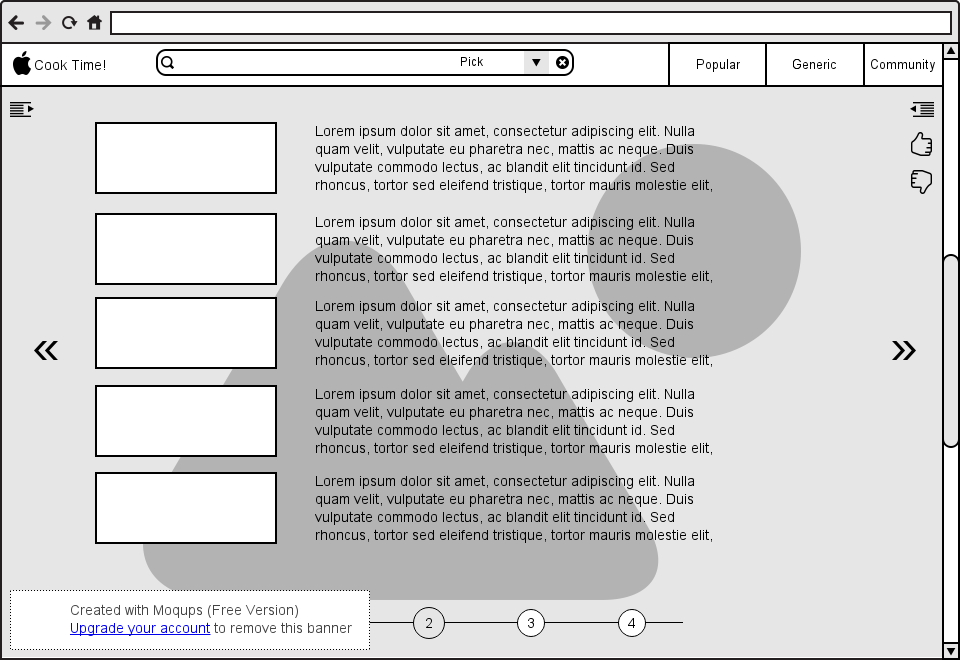 Cook Time!
Pick
Popular
Generic
Community
Lorem ipsum dolor sit amet, consectetur adipiscing elit. Nulla
quam velit, vulputate eu pharetra nec, mattis ac neque. Duis
vulputate commodo lectus, ac blandit elit tincidunt id. Sed
rhoncus, tortor sed eleifend tristique, tortor mauris molestie elit,
Lorem ipsum dolor sit amet, consectetur adipiscing elit. Nulla
quam velit, vulputate eu pharetra nec, mattis ac neque. Duis
vulputate commodo lectus, ac blandit elit tincidunt id. Sed
rhoncus, tortor sed eleifend tristique, tortor mauris molestie elit,
Lorem ipsum dolor sit amet, consectetur adipiscing elit. Nulla
quam velit, vulputate eu pharetra nec, mattis ac neque. Duis
vulputate commodo lectus, ac blandit elit tincidunt id. Sed
rhoncus, tortor sed eleifend tristique, tortor mauris molestie elit,
Lorem ipsum dolor sit amet, consectetur adipiscing elit. Nulla
quam velit, vulputate eu pharetra nec, mattis ac neque. Duis
vulputate commodo lectus, ac blandit elit tincidunt id. Sed
rhoncus, tortor sed eleifend tristique, tortor mauris molestie elit,
Lorem ipsum dolor sit amet, consectetur adipiscing elit. Nulla
quam velit, vulputate eu pharetra nec, mattis ac neque. Duis
vulputate commodo lectus, ac blandit elit tincidunt id. Sed
rhoncus, tortor sed eleifend tristique, tortor mauris molestie elit,
Created with Moqups (Free Version)
Upgrade your account to remove this banner
2
3
4